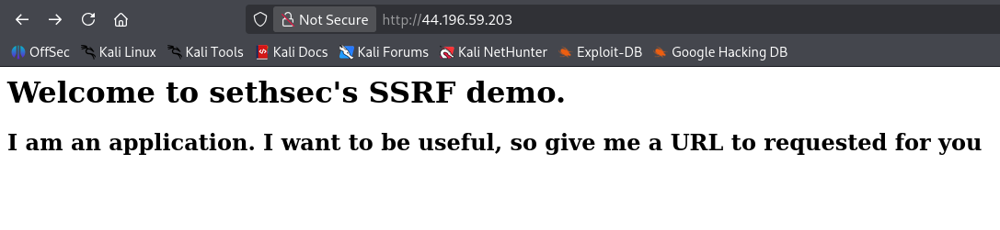 Not Secure http://44.196.59.203
OffSec Kali Linux Kali Tools Kali Docs Kali Forums Kali NetHunter Exploit-DB Google Hacking DB
Welcome to sethsec's SSRF demo.
I am an application. I want to be useful, so give me a URL to requested for you